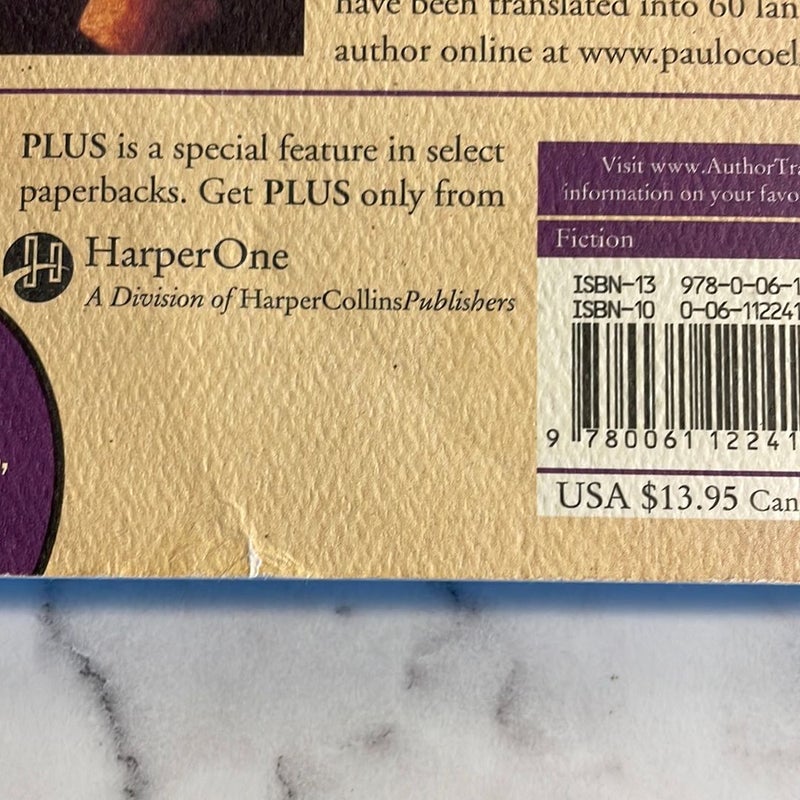 have been translated into 60 lan
author online at www.paulocoel
PLUS is a special feature in select
paperbacks. Get PLUS only from
HarperOne
A Division of HarperCollinsPublishers
Visit www.AuthorTra
information on your favo
Fiction
ISBN-13 978-0-06-1
ISBN-10 0-06-112241
9 780061 12241
USA $13.95 Can